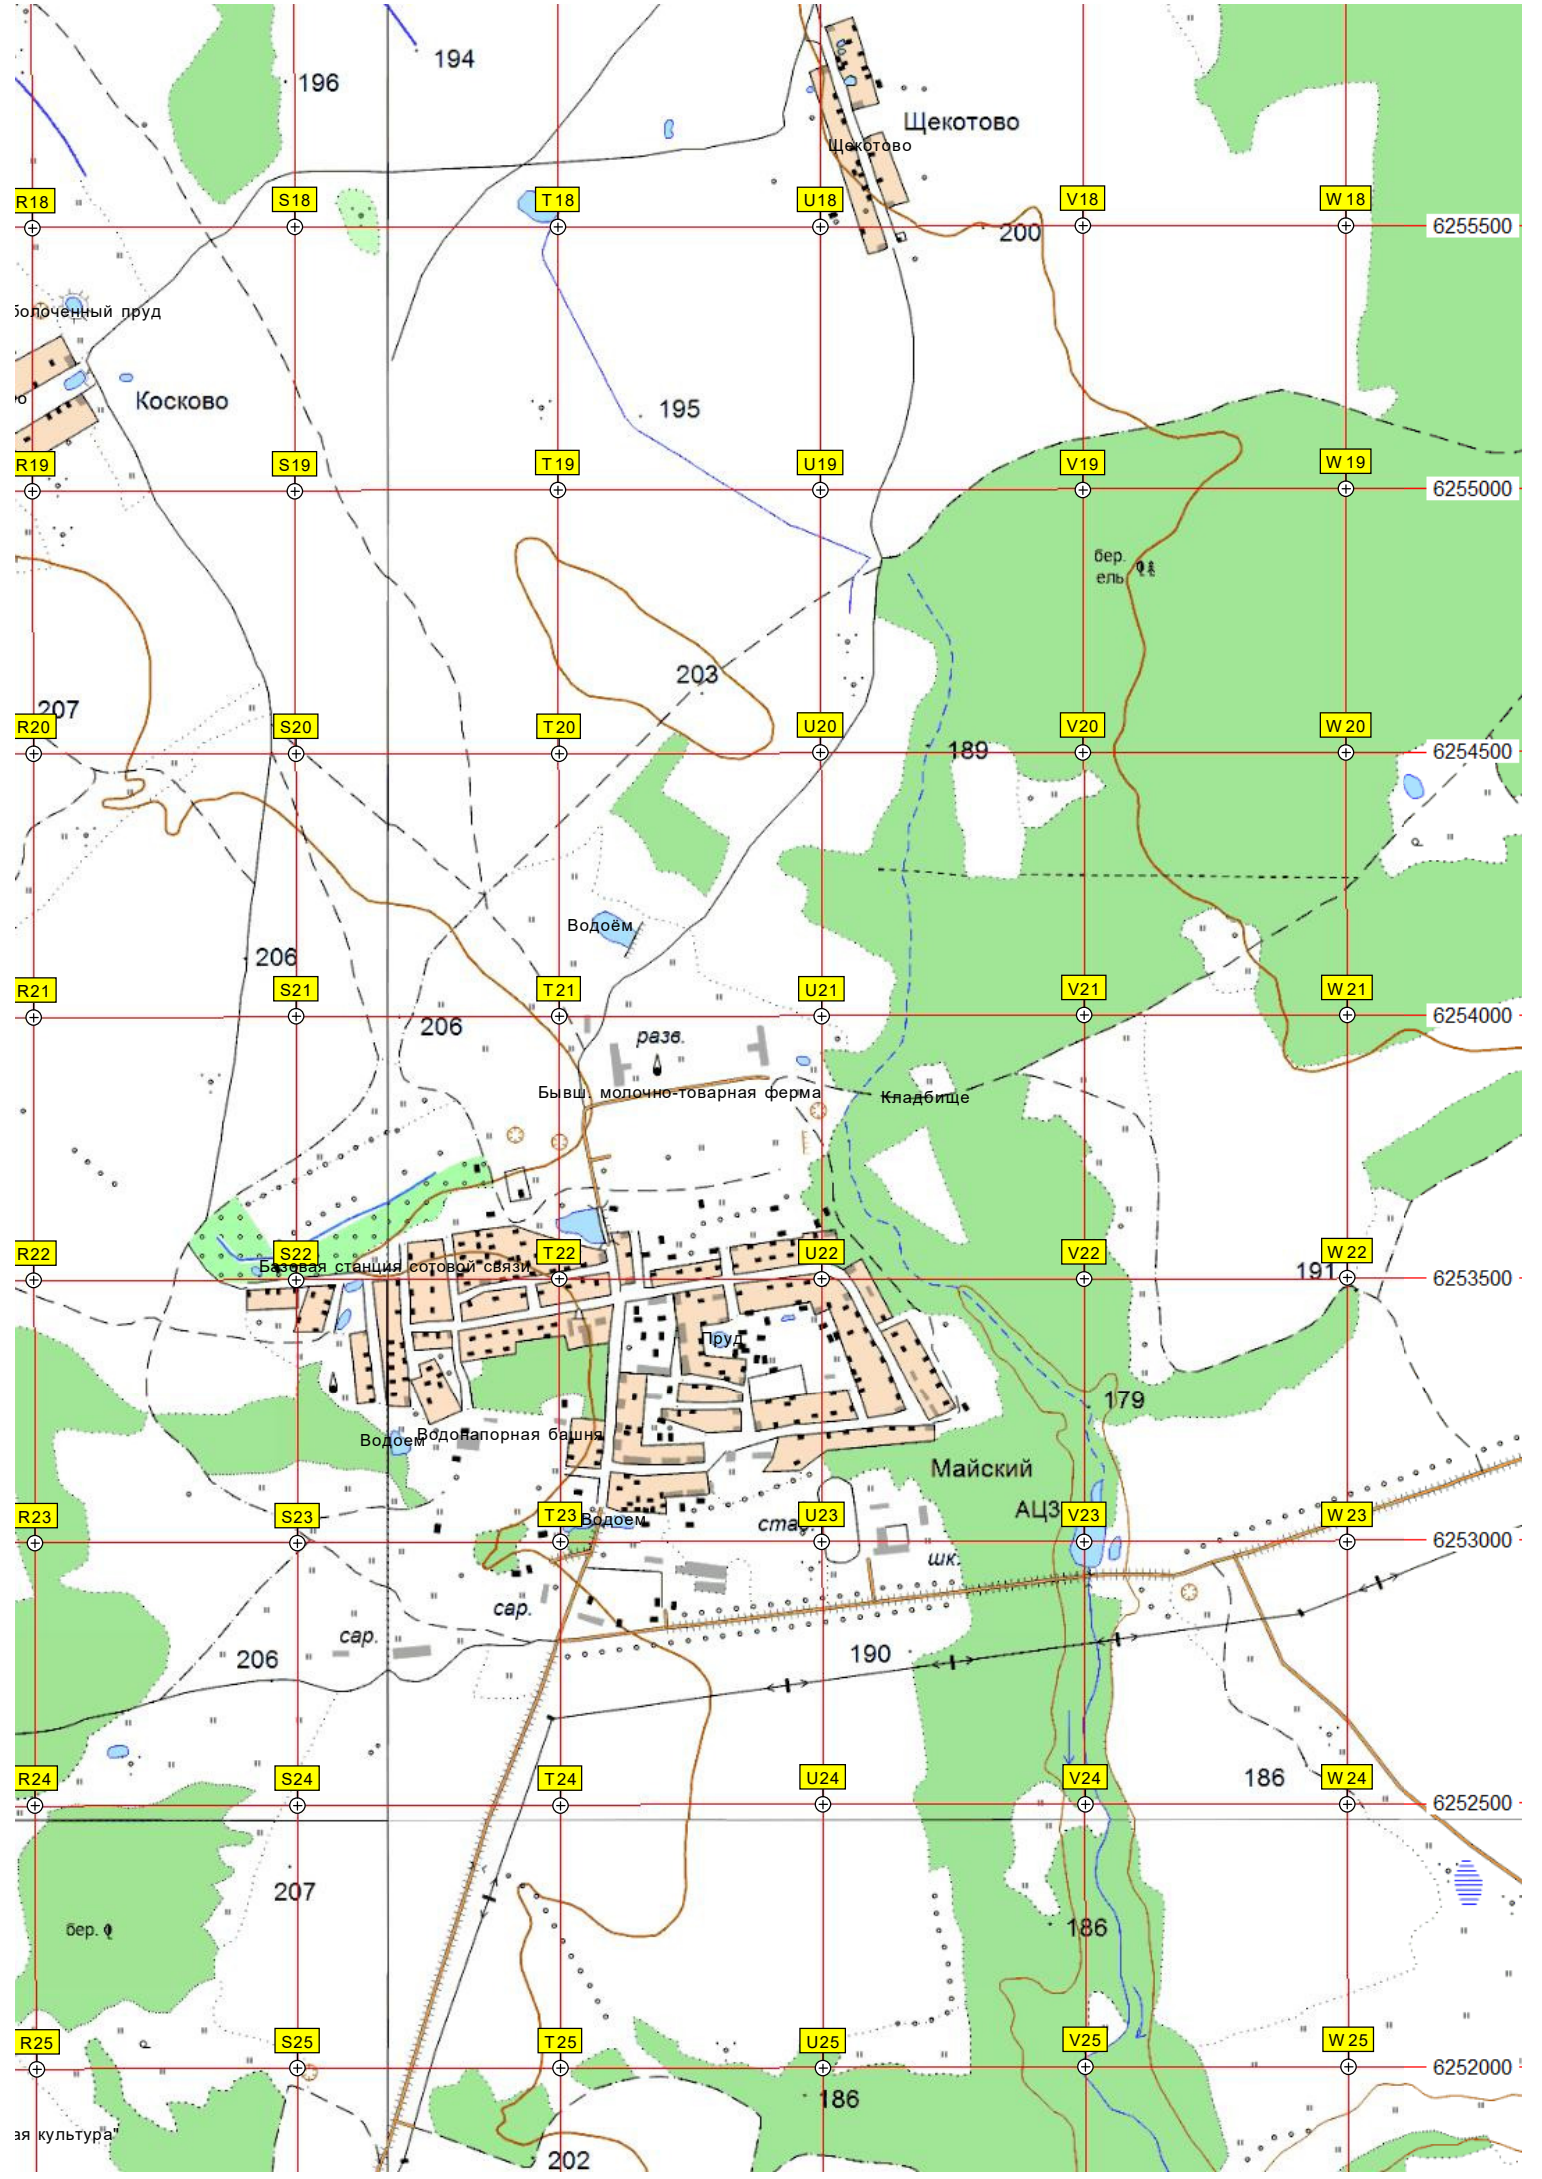 194
196
Щекотово
Щекотово
R18
S18
T18
U18
V18
W18
6255500
200
болоченный пруд
Косково
195
R19
S19
T19
U19
V19
W19
6255000
бер.
ель
203
207
R20
S20
T20
U20
V20
W20
6254500
189
Водоём
206
R21
S21
T21
U21
V21
W21
6254000
206
разв.
Бывш. молочно-товарная ферма
Кладбище
R22
S22
T22
U22
V22
W22
6253500
191
Базовая станция сотовой связи
Пруд
179
Водоем
Водонапорная башня
Майский
АЦЗ
R23
S23
T23
U23
V23
W23
6253000
Водоем
шк.
сар.
сар.
206
190
R24
S24
T24
U24
V24
W24
6252500
186
207
бер.
186
R25
S25
T25
U25
V25
W25
6252000
186
ая культура"
202